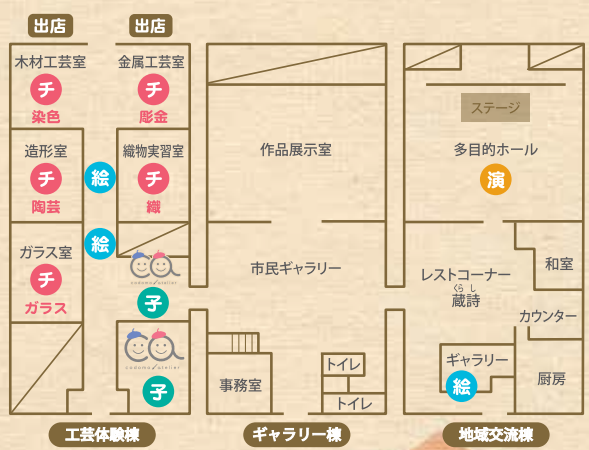 出店
出店
木材工芸室
チ
染色
金属工芸室
チ
彫金
造形室
チ
陶芸
絵
織物実習室
チ
織
ガラス室
チ
ガラス
絵
codomo atelier
子
codomo atelier
子
工芸体験棟
作品展示室
市民ギャラリー
事務室
トイレ
トイレ
ギャラリー棟
ステージ
多目的ホール
演
レストコーナー
くら し
蔵詩
和室
カウンター
ギャラリー
絵
厨房
地域交流棟